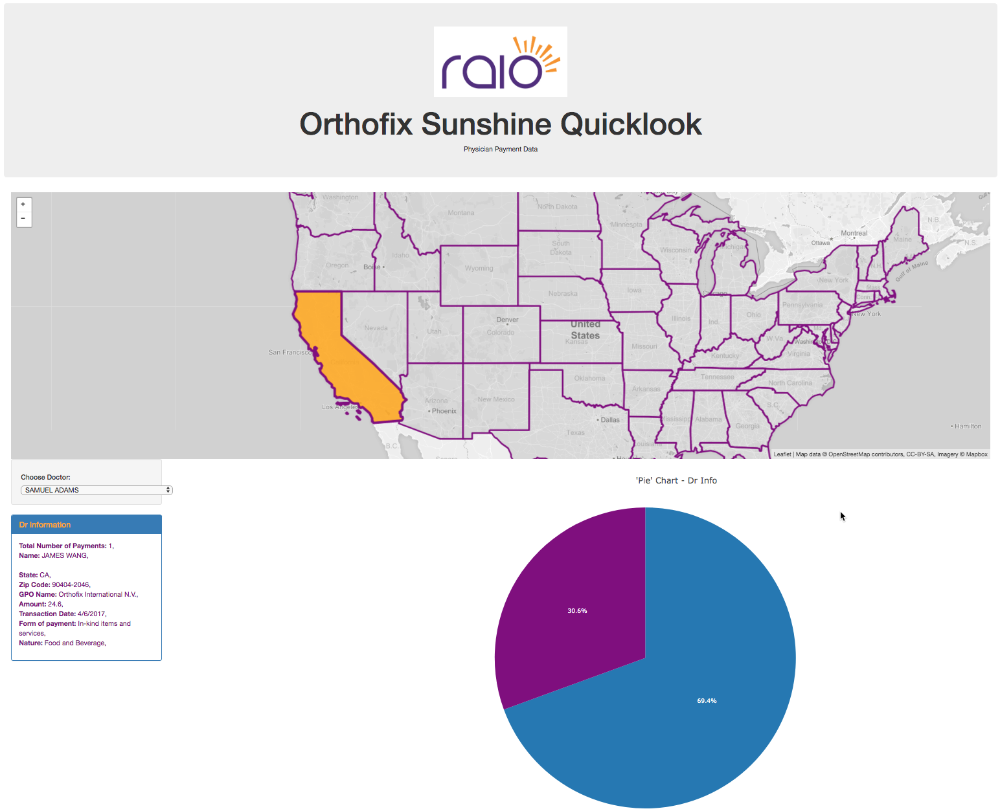 raio
Orthofix Sunshine Quicklook
Physician Payment Data
+
−
Washington
Montana
North Dakota
Minnesota
Montreal
N.B.
Ottawa
Maine
N.S.
South
Dakota
Wisconsin
Michigan
Oregon
Boise
Idaho
Wyoming
Vt.
N.H.
Gulf of Maine
New York
Mass.
Iowa
Nebraska
Chicago
Conn.
Pennsylvania
New York
Nevada
Utah
Denver
Colorado
United
States
Kansas
Illinois
Ind.
Ohio
Md.
W Va.
Washington D.C.
Virginia
San Francisco
Missouri
Kentucky
Oklahoma
Tennessee
North Carolina
Arkansas
Los Angeles
Arizona
Phoenix
New Mexico
S.C.
Dallas
Mississippi
Alabama
Georgia
Hamilton
Texas
Louisiana
B.C.
Leaflet | Map data © OpenStreetMap contributors, CC-BY-SA, Imagery © Mapbox
Choose Doctor:
SAMUEL ADAMS
'Pie' Chart - Dr Info
Dr Information
Total Number of Payments: 1,
Name: JAMES WANG,
State: CA,
Zip Code: 90404-2046,
GPO Name: Orthofix International N.V.,
Amount: 24.6,
Transaction Date: 4/6/2017,
Form of payment: In-kind items and
services,
Nature: Food and Beverage,
30.6%
69.4%